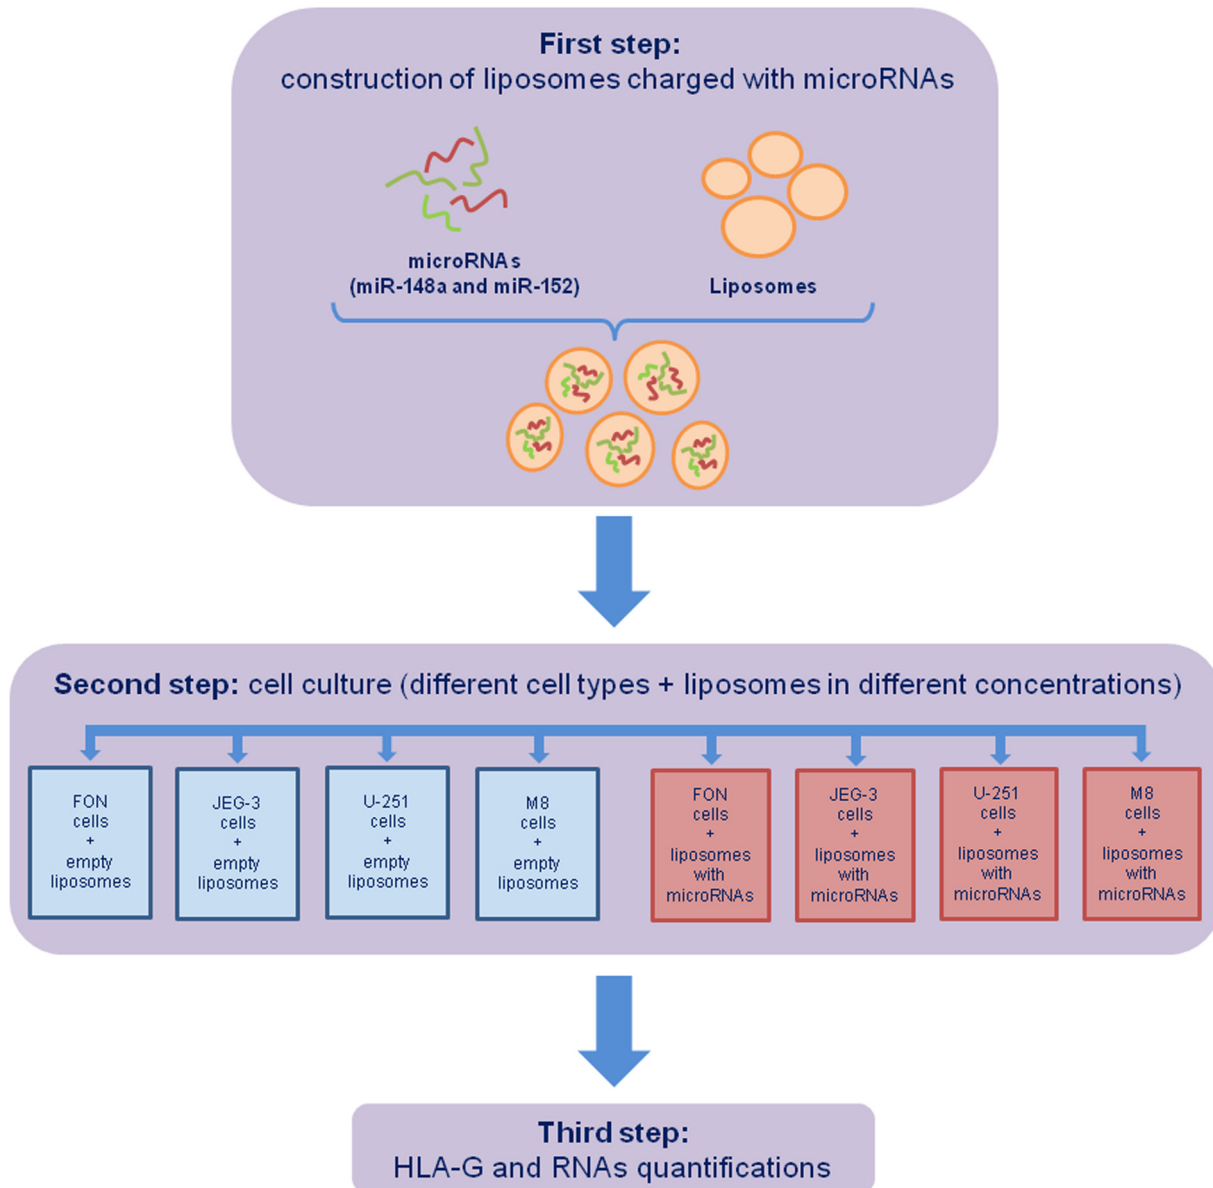 First step:
construction of liposomes charged with microRNAs
microRNAs
(miR-148a and miR-152)
Liposomes
Second step: cell culture (different cell types + liposomes in different concentrations)
FON
cells
+
empty
liposomes
JEG-3
cells
+
empty
liposomes
U-251
cells
+
empty
liposomes
M8
cells
+
empty
liposomes
FON
cells
+
liposomes
with
microRNAs
JEG-3
cells
+
liposomes
with
microRNAs
U-251
cells
+
liposomes
with
microRNAs
M8
cells
+
liposomes
with
microRNAs
Third step:
HLA-G and RNAs quantifications